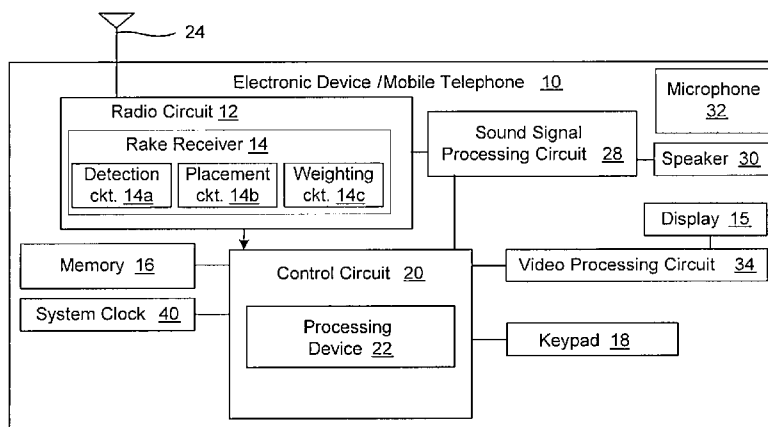 24
Electronic Device /Mobile Telephone 10
Radio Circuit 12
Rake Receiver 14
Detection
ckt. 14a
Placement
ckt. 14b
Weighting
ckt. 14c
Microphone
32
Sound Signal
Processing Circuit
28
Speaker 30
Display 15
Memory 16
Control Circuit 20
Video Processing Circuit 34
System Clock 40
Processing
Device 22
Keypad 18